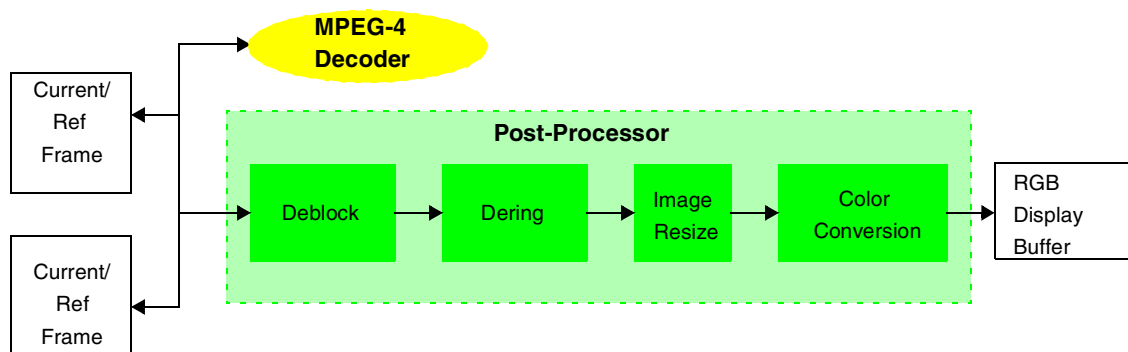 MPEG-4
Decoder
Current/
Ref
Frame
Post-Processor
Deblock
Dering
Image
Resize
Color
Conversion
RGB
Display
Buffer
Current/
Ref
Frame